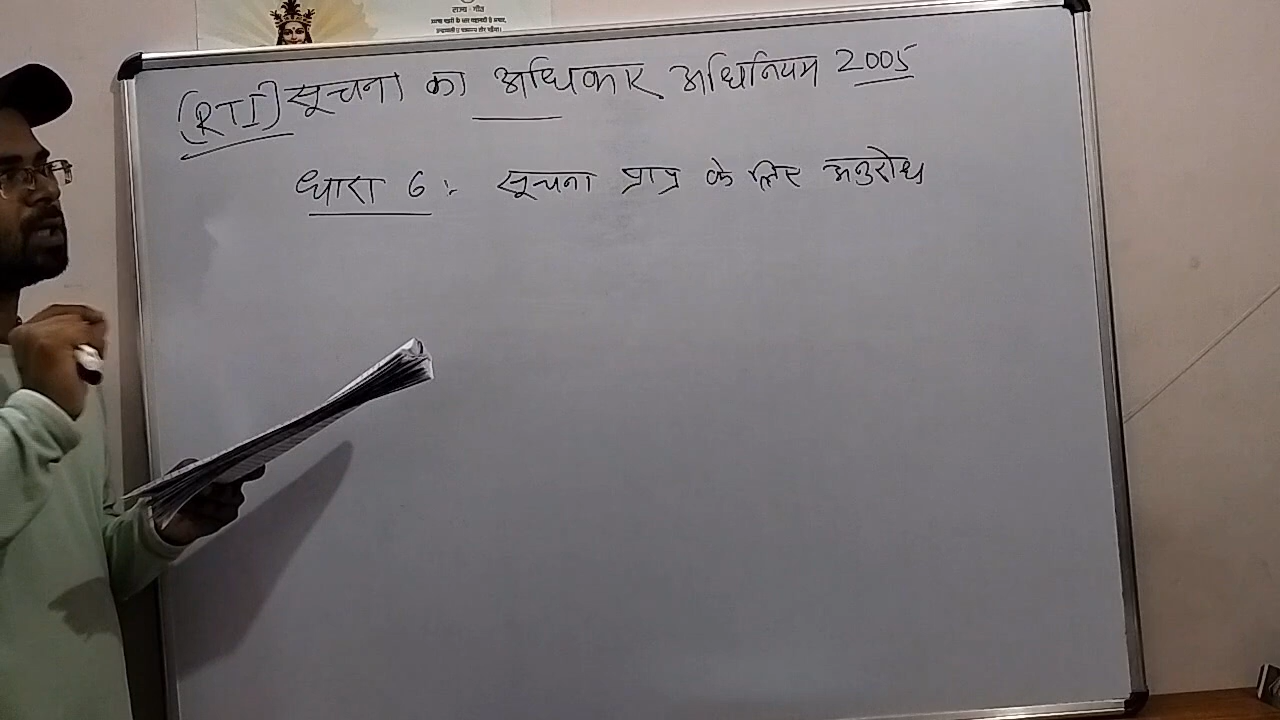 राज्य - गीत
(RTI) सूचना का अधिकार अधिनियम 2005
धारा 6 :- सूचना प्राप्त के लिए अनुरोध